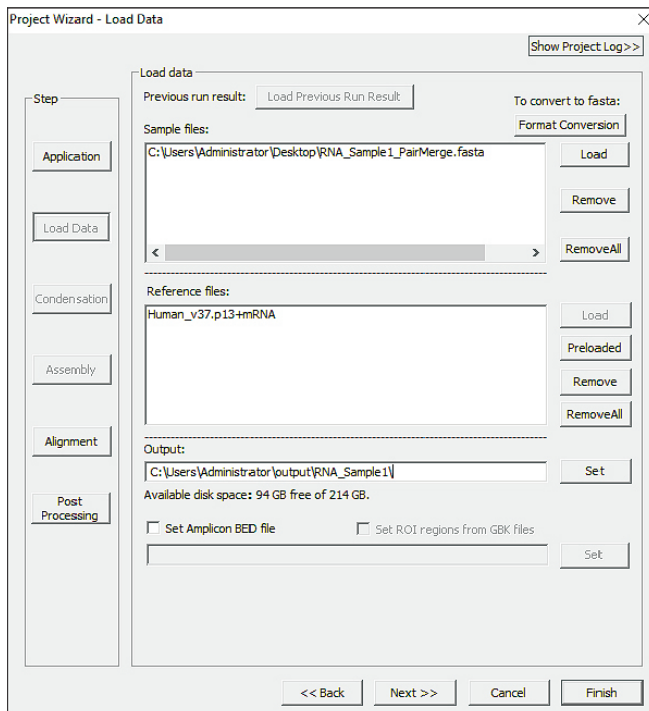 Project Wizard - Load Data
Show Project Log>>
Load data
Previous run result: Load Previous Run Result
To convert to fasta:
Step
Sample files:
Format Conversion
Application
C:\Users\Administrator\Desktop\RNA_Sample1_PairMerge.fasta
Load
Remove
Load Data
RemoveAll
Condensation
Reference files:
Human_v37.p13+mRNA
Load
Preloaded
Assembly
Remove
RemoveAll
Alignment
Output:
C:\Users\Administrator\output\RNA_Sample1\
Set
Available disk space: 94 GB free of 214 GB.
Post
Processing
Set Amplicon BED file
Set ROI regions from GBK files
Set
<< Back
Next >>
Cancel
Finish